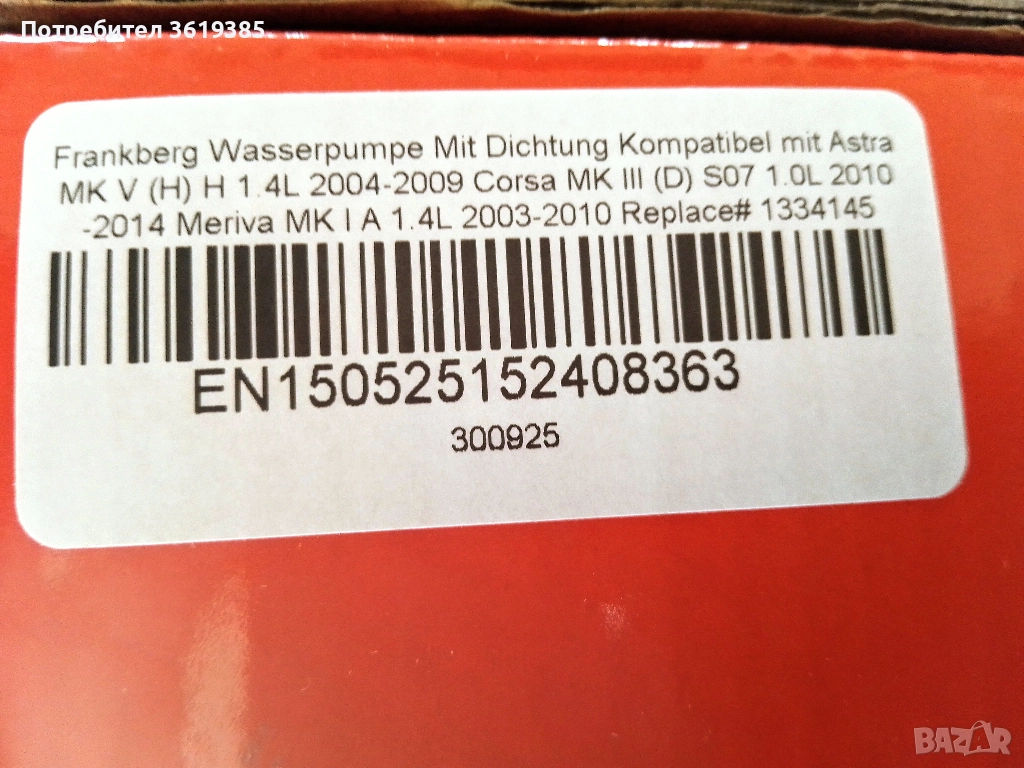 Потребител 3619385
Frankberg Wasserpumpe Mit Dichtung Kompatibel mit Astra
MK V (H) H 1.4L 2004-2009 Corsa MK III (D) S07 1.0L 2010
-2014 Meriva MK I A 1.4L 2003-2010 Replace# 1334145
EN150525152408363
300925
BAZAR